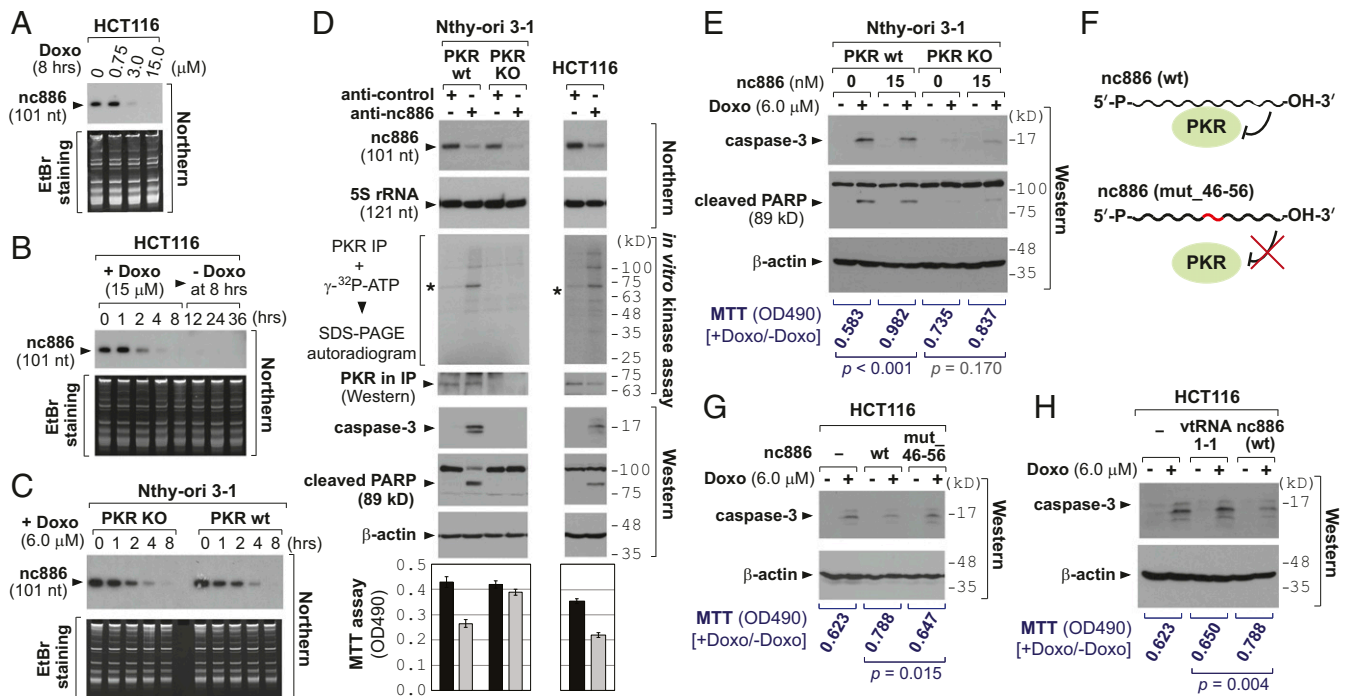 A
HCT116
Doxo
(8 hrs)
0 0.75 3.0 15.0 (μM)
nc886
(101 nt)
EtBr
staining
Northern
B
HCT116
+ Doxo
(15 μM)
- Doxo
at 8 hrs
0 1 2 4 8 12 24 36 (hrs)
nc886
(101 nt)
EtBr
staining
Northern
C
Nthy-ori 3-1
+ Doxo
(6.0 μM)
PKR KO PKR wt
0 1 2 4 8 0 1 2 4 8 (hrs)
nc886
(101 nt)
EtBr
staining
Northern
D
Nthy-ori 3-1
PKR wt PKR KO HCT116
anti-control + - + - + -
anti-nc886 - + - + - +
nc886
(101 nt)
5S rRNA
(121 nt)
Northern
(kD)
PKR IP
+
γ-32P-ATP
SDS-PAGE
autoradiogram
* *
-100
-75
-63
-48
-35
-25
in vitro kinase assay
PKR in IP
(Western)
-75
-63
caspase-3
-17
cleaved PARP
(89 kD)
-100
-75
β-actin
-48
-35
Western
MTT assay
(OD490)
0.5
0.4
0.3
0.2
0.1
0.0
E
Nthy-ori 3-1
PKR wt PKR KO
nc886 (nM) 0 15 0 15
Doxo (6.0 μM) - + - + - + - +
(kD)
caspase-3
-17
cleaved PARP
(89 kD)
-100
-75
β-actin
-48
-35
Western
MTT (OD490)
[+Doxo/-Doxo]
0.583 0.982 0.735 0.837
p < 0.001 p = 0.170
F
nc886 (wt)
5′-P- -OH-3′
PKR
nc886 (mut_46-56)
5′-P- -OH-3′
PKR
G
HCT116
nc886 – wt mut_46-56
Doxo (6.0 μM) - + - + - +
(kD)
caspase-3
-17
β-actin
-48
-35
Western
MTT (OD490)
[+Doxo/-Doxo]
0.623 0.788 0.647
p = 0.015
H
HCT116
– vtRNA 1-1 nc886 (wt)
Doxo (6.0 μM) - + - + - +
(kD)
caspase-3
-17
β-actin
-48
-35
Western
MTT (OD490)
[+Doxo/-Doxo]
0.623 0.650 0.788
p = 0.004